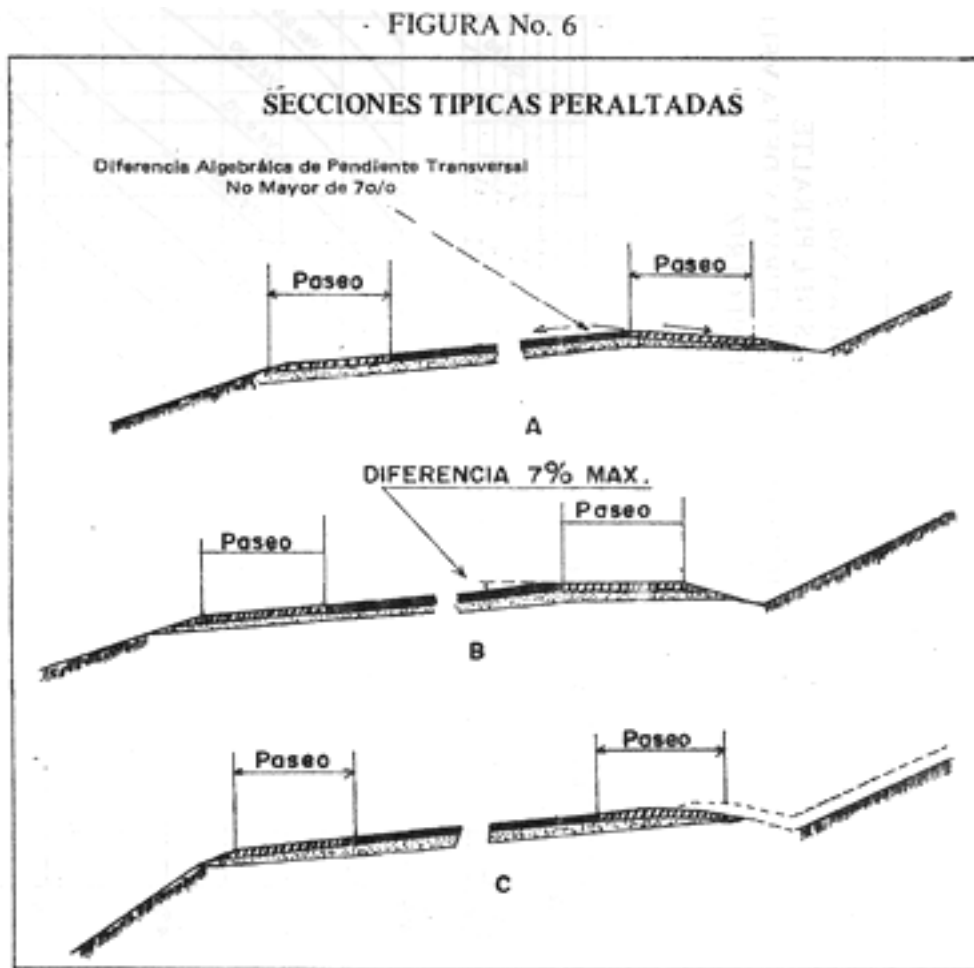 FIGURA No. 6
SECCIONES TIPICAS PERALTADAS
Diferencia Algebráica de Pendiente Transversal
No Mayor de 7o/o
Paseo
Paseo
A
DIFERENCIA 7% MAX.
Paseo
Paseo
B
Paseo
Paseo
C